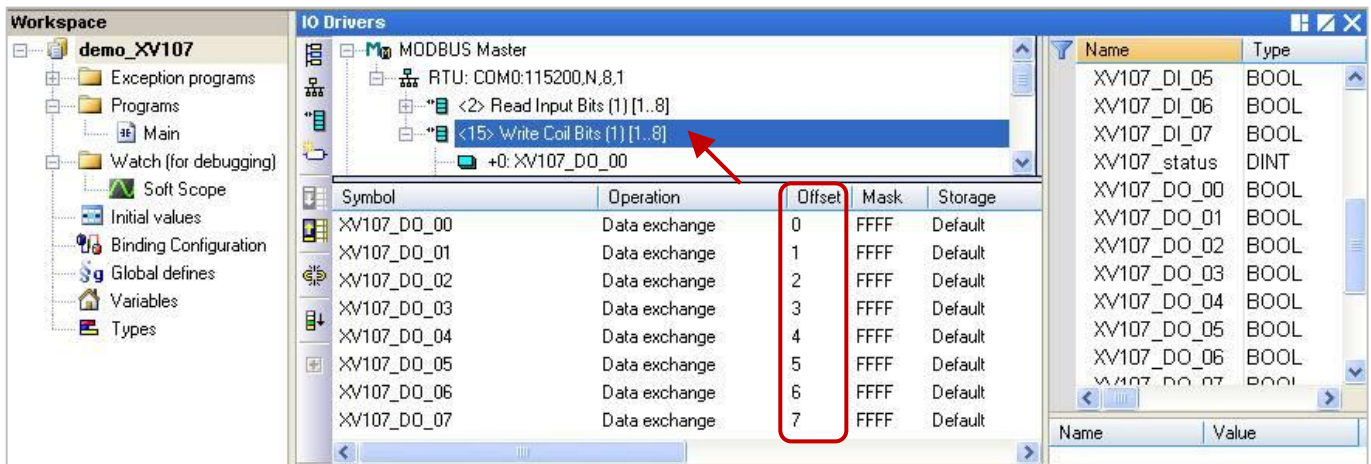 Workspace
demo_XV107
Exception programs
Programs
Main
Watch (for debugging)
Soft Scope
Initial values
Binding Configuration
Global defines
Variables
Types
IO Drivers
MODBUS Master
RTU: COM0:115200,N,8,1
<2> Read Input Bits (1) [1..8]
<15> Write Coil Bits (1) [1..8]
+0: XV107_DO_00
Symbol Operation Offset Mask Storage
XV107_DO_00 Data exchange 0 FFFF Default
XV107_DO_01 Data exchange 1 FFFF Default
XV107_DO_02 Data exchange 2 FFFF Default
XV107_DO_03 Data exchange 3 FFFF Default
XV107_DO_04 Data exchange 4 FFFF Default
XV107_DO_05 Data exchange 5 FFFF Default
XV107_DO_06 Data exchange 6 FFFF Default
XV107_DO_07 Data exchange 7 FFFF Default
Name Type
XV107_DI_05 BOOL
XV107_DI_06 BOOL
XV107_DI_07 BOOL
XV107_status DINT
XV107_DO_00 BOOL
XV107_DO_01 BOOL
XV107_DO_02 BOOL
XV107_DO_03 BOOL
XV107_DO_04 BOOL
XV107_DO_05 BOOL
XV107_DO_06 BOOL
XV107_DO_07 BOOL
Name Value